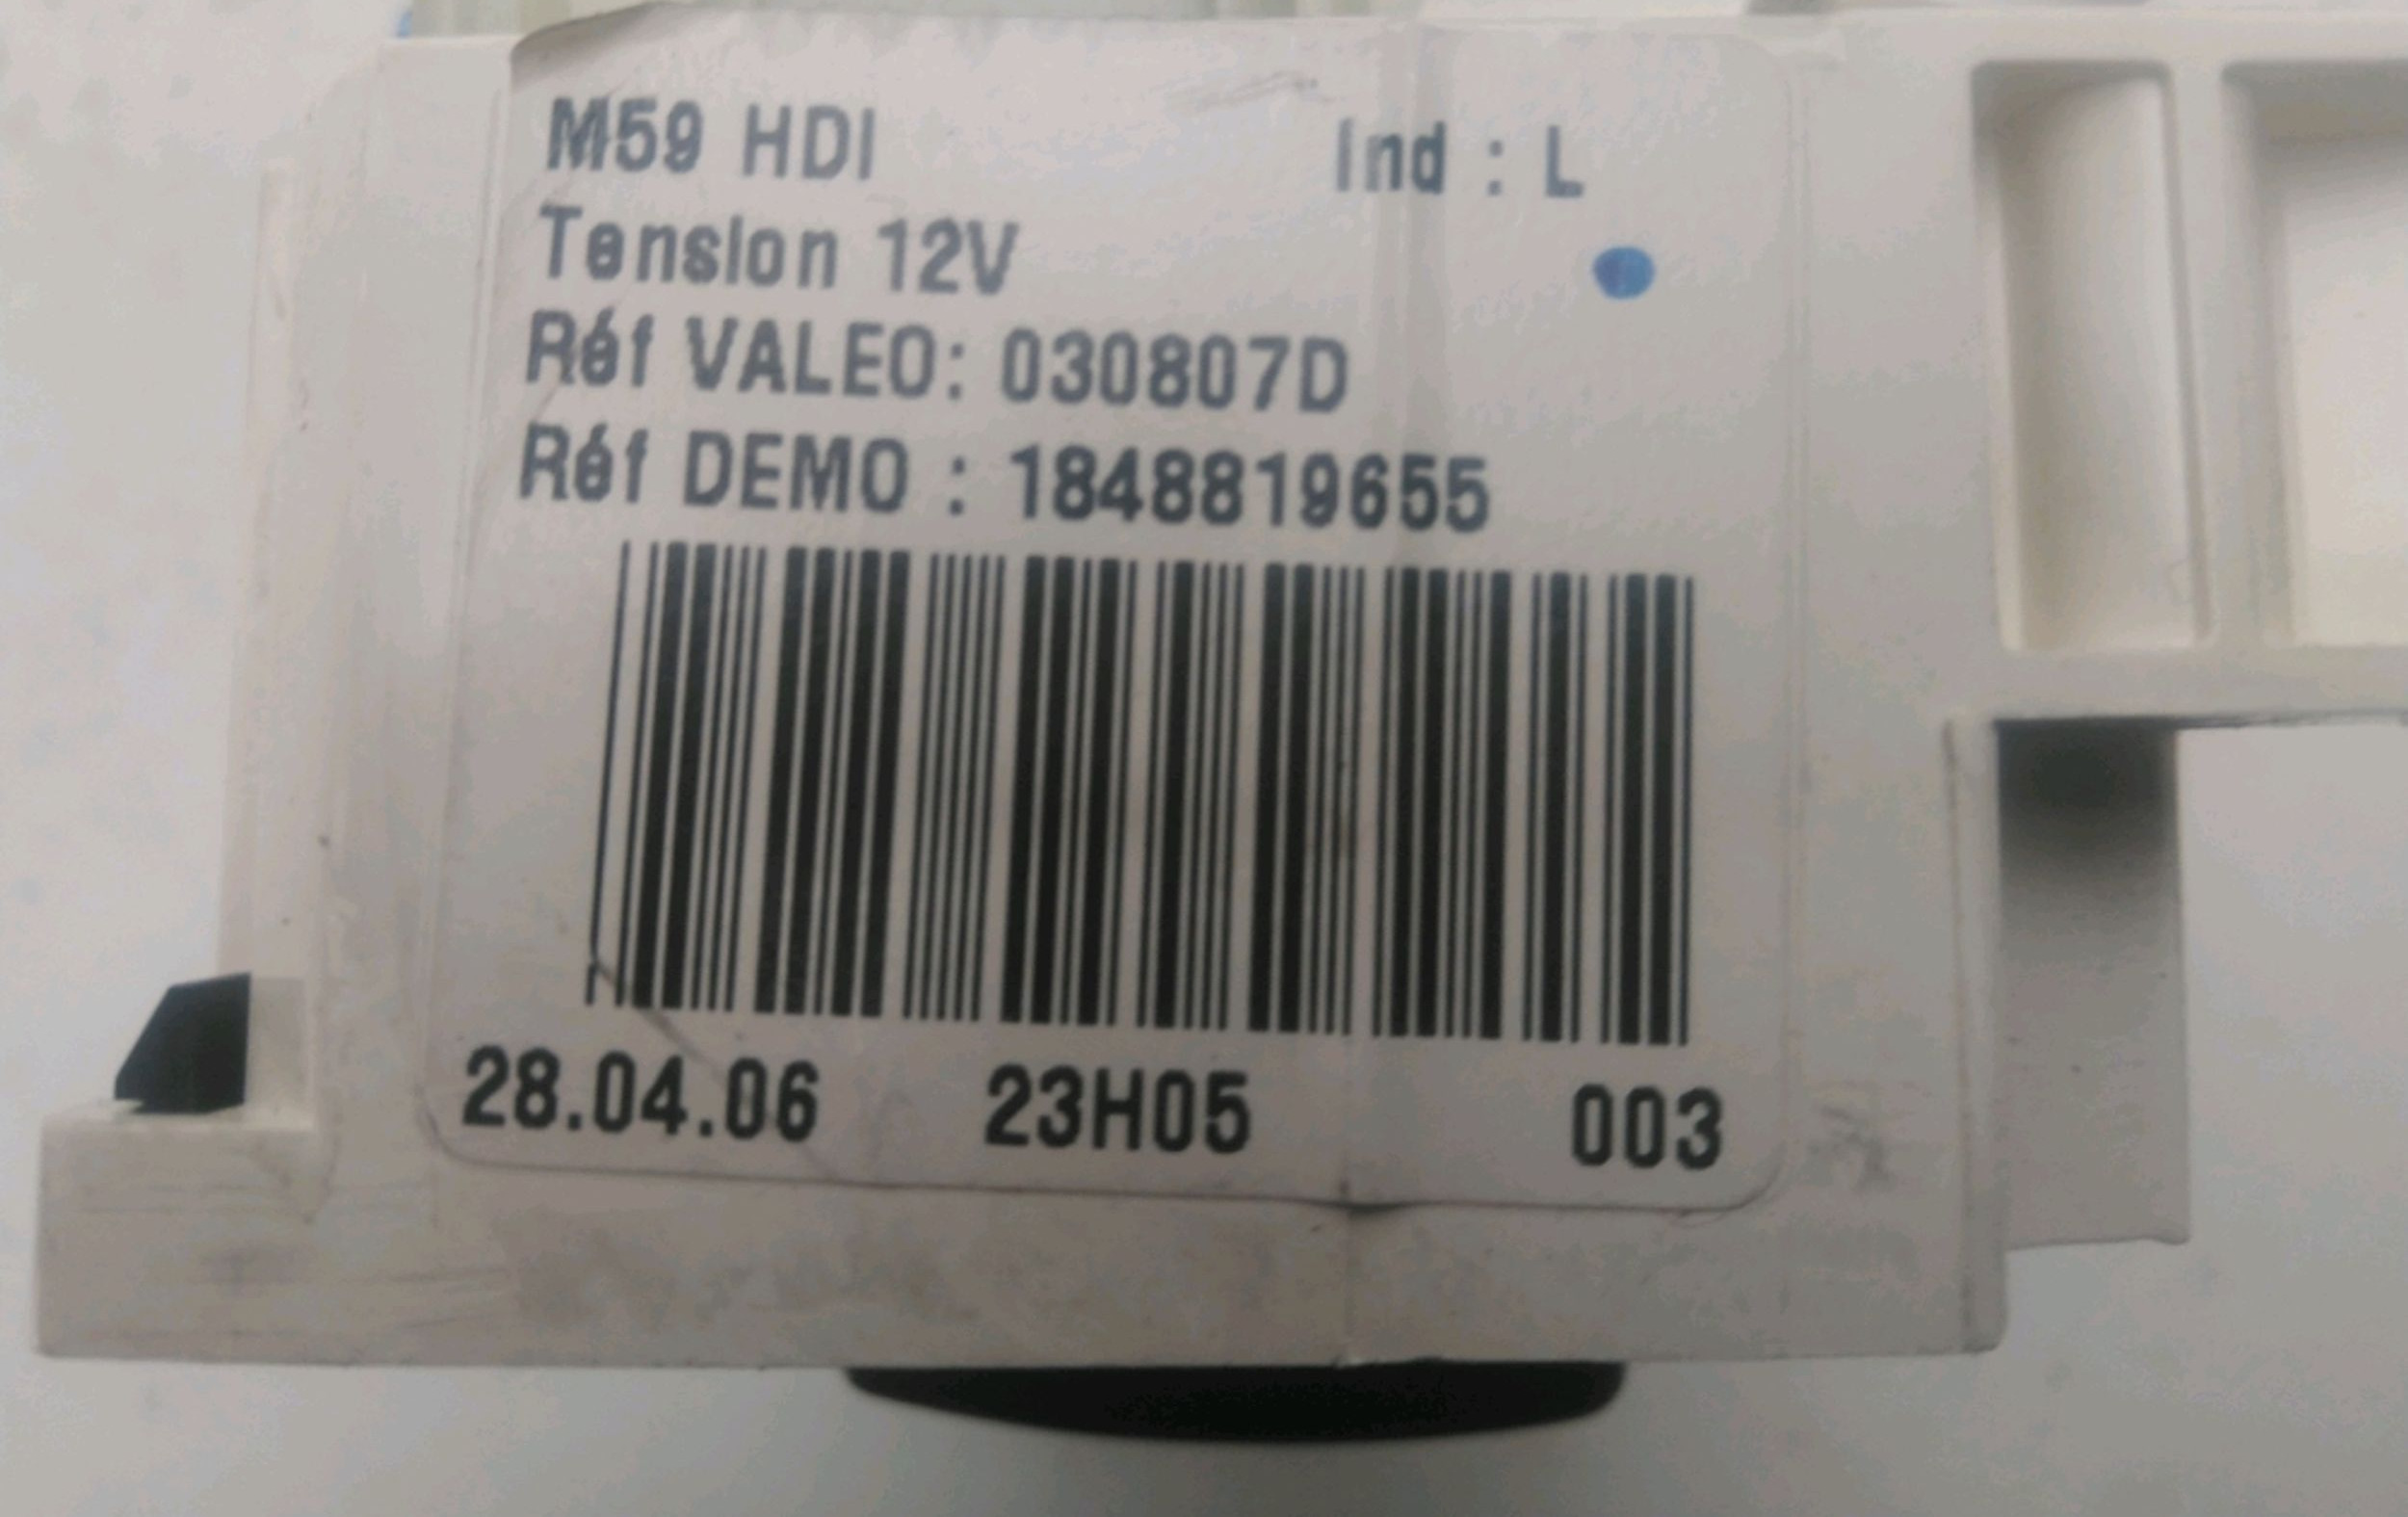 M59 HDI Ind : L
Tension 12V
Réf VALEO: 030807D
Réf DEMO : 1848819655
28.04.06 23H05 003